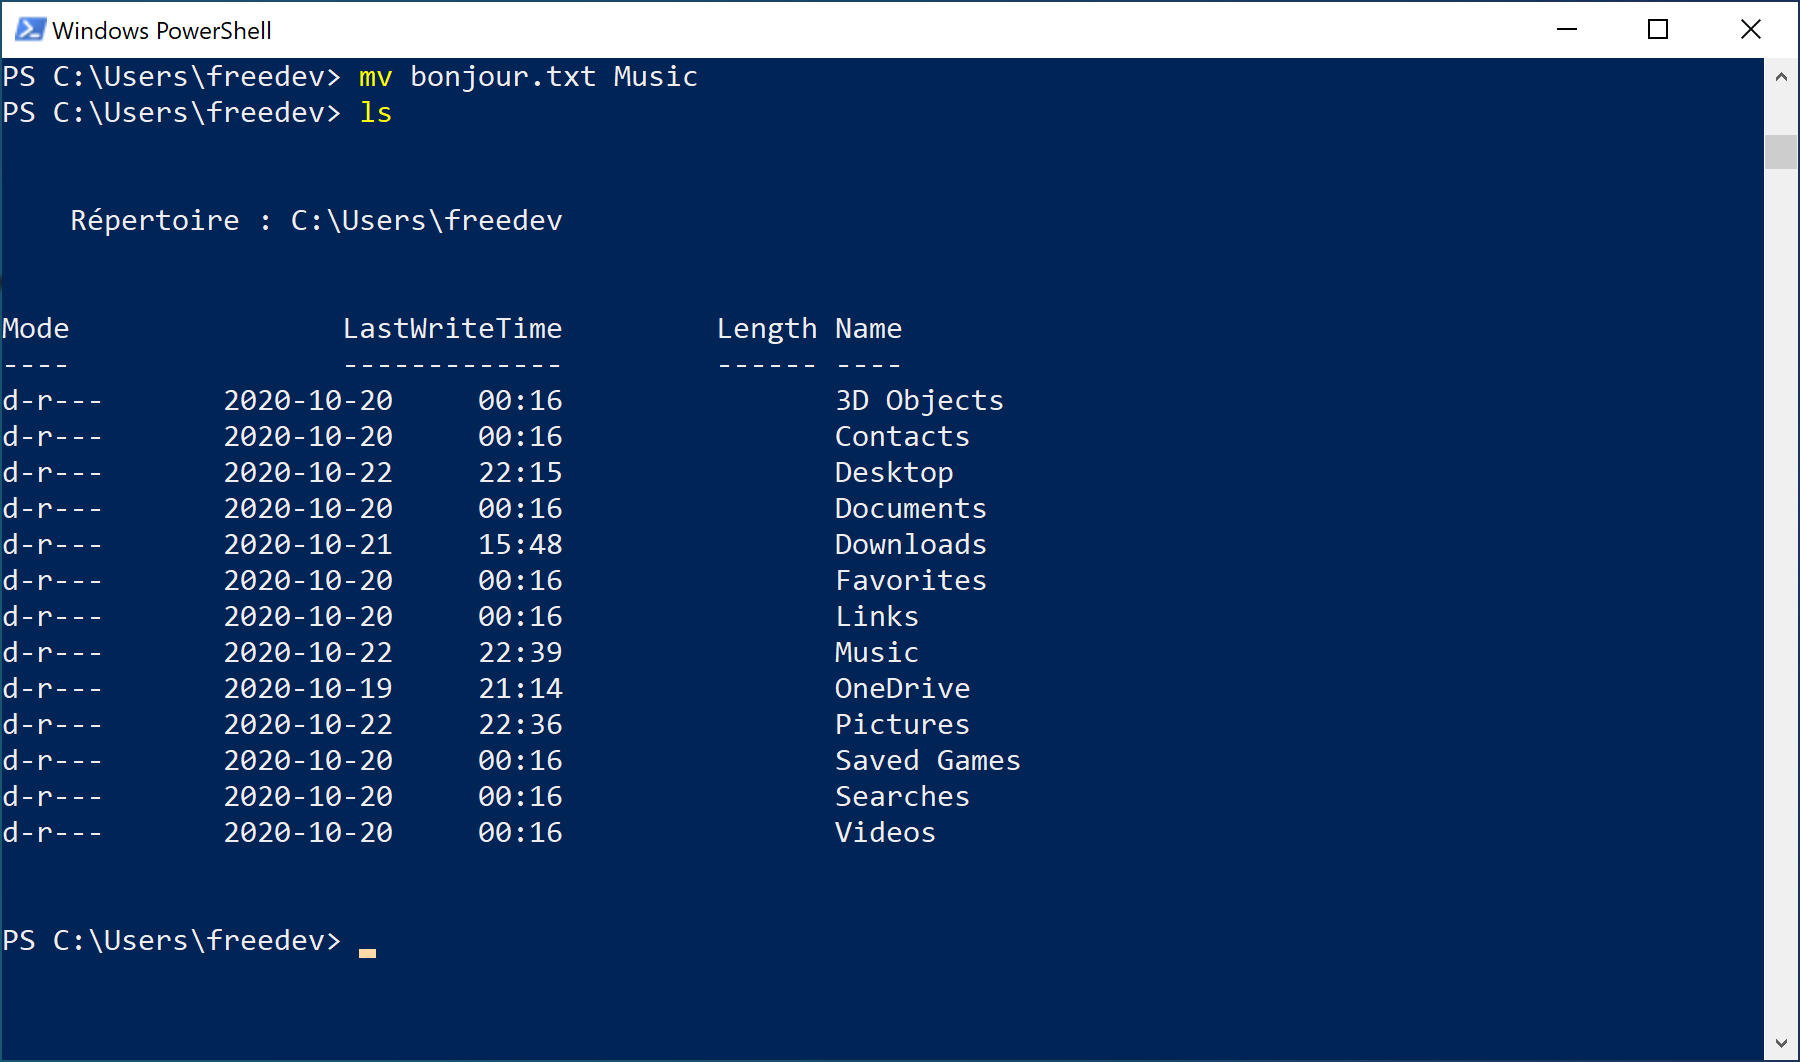 Windows PowerShell
PS C:\Users\freedev> mv bonjour.txt Music
PS C:\Users\freedev> ls
Répertoire : C:\Users\freedev
Mode                LastWriteTime         Length Name
----                -------------         ------ ----
d-r---       2020-10-20     00:16                3D Objects
d-r---       2020-10-20     00:16                Contacts
d-r---       2020-10-22     22:15                Desktop
d-r---       2020-10-20     00:16                Documents
d-r---       2020-10-21     15:48                Downloads
d-r---       2020-10-20     00:16                Favorites
d-r---       2020-10-20     00:16                Links
d-r---       2020-10-22     22:39                Music
d-r---       2020-10-19     21:14                OneDrive
d-r---       2020-10-22     22:36                Pictures
d-r---       2020-10-20     00:16                Saved Games
d-r---       2020-10-20     00:16                Searches
d-r---       2020-10-20     00:16                Videos
PS C:\Users\freedev>